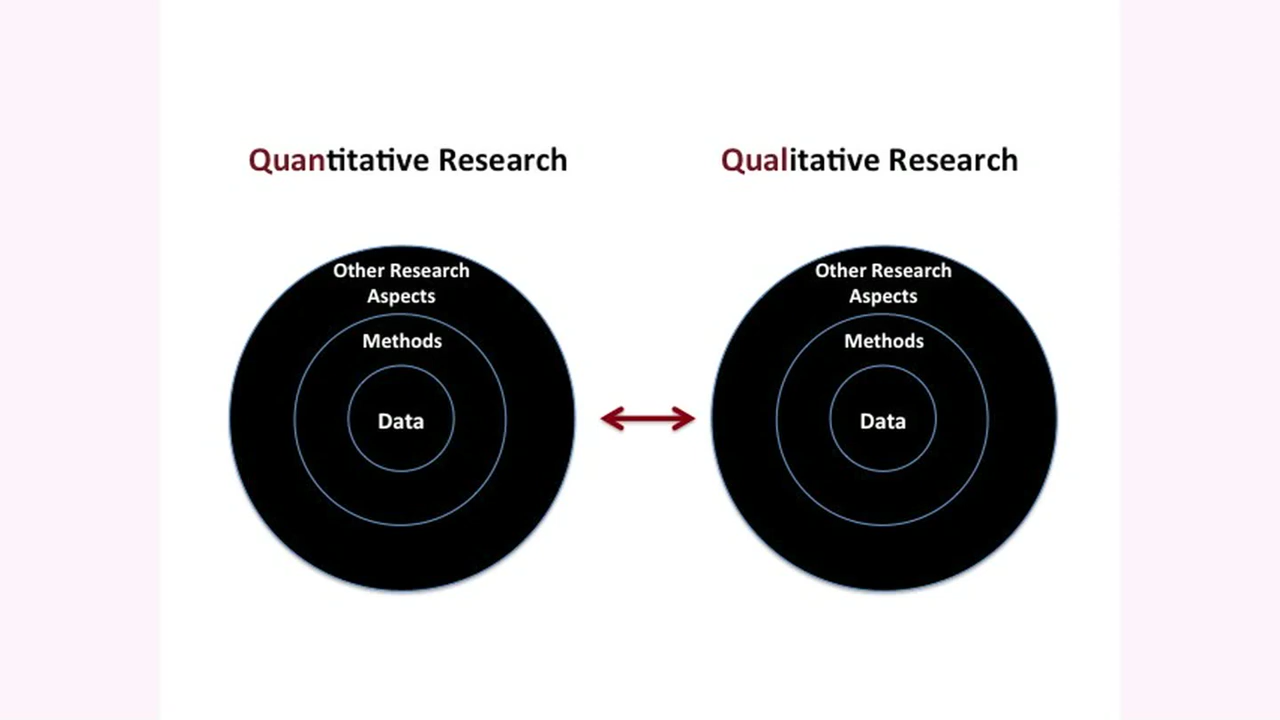 Quantitative Research
Qualitative Research
Other Research
Aspects
Methods
Data
Other Research
Aspects
Methods
Data